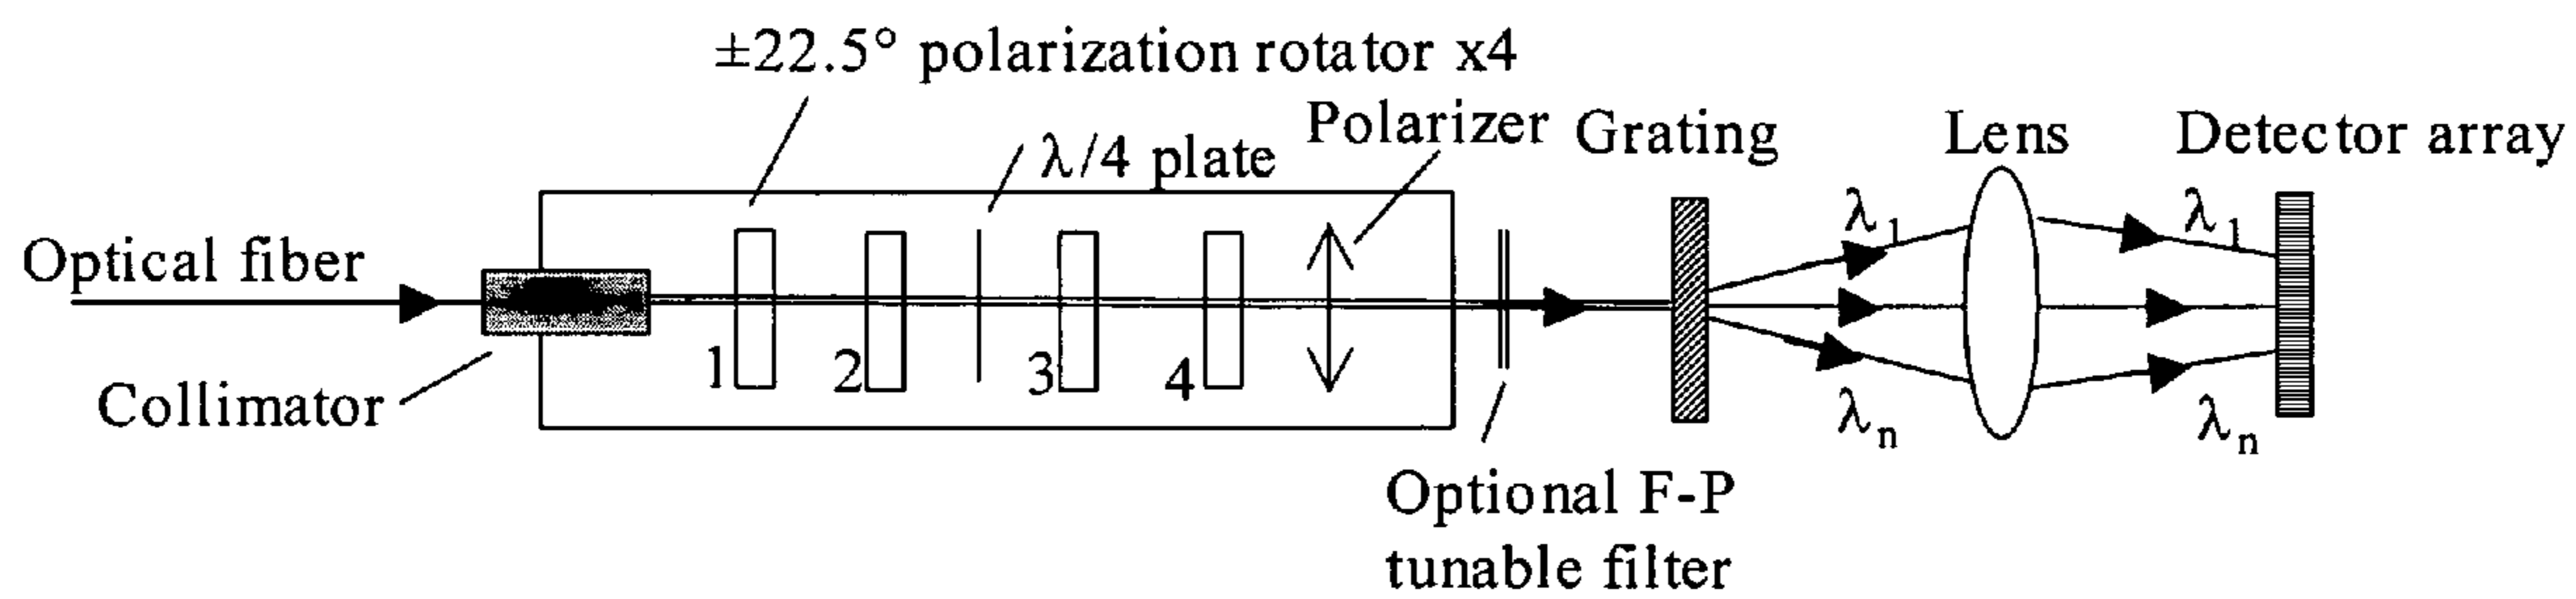 ±22.5° polarization rotator x4
λ/4 plate
Polarizer
Grating
Lens
Detector array
Optical fiber
Collimator
1
2
3
4
λ1
λ1
λn
λn
Optional F-P
tunable filter